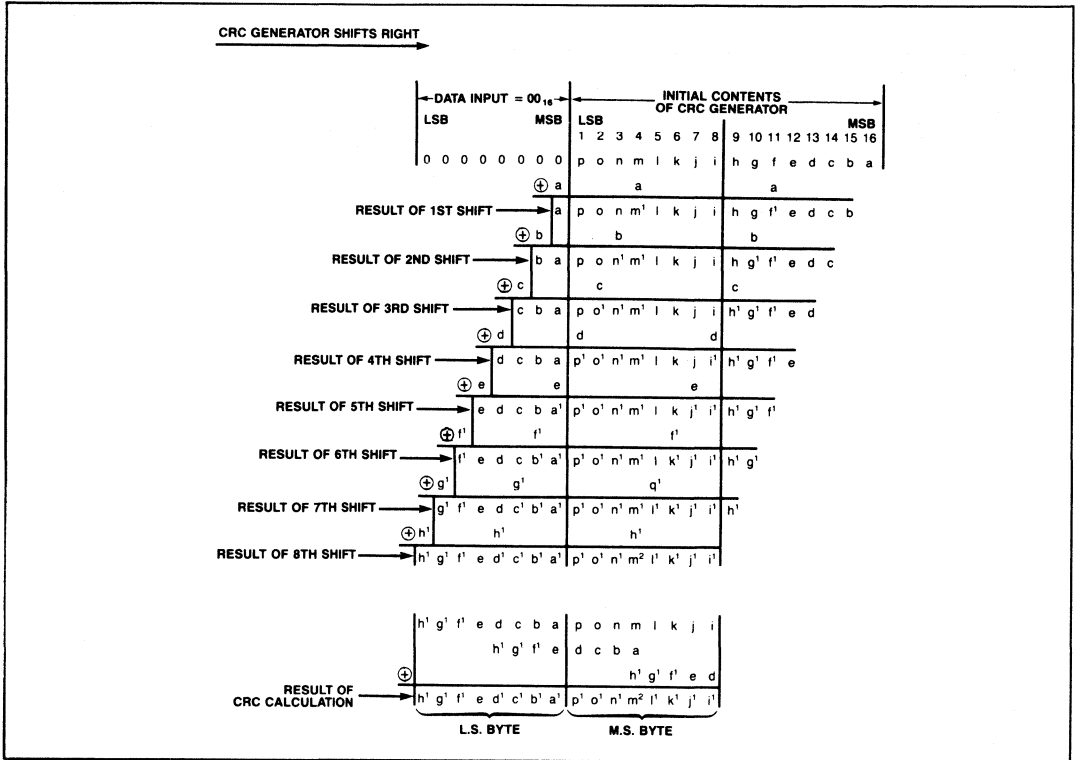 CRC GENERATOR SHIFTS RIGHT
DATA INPUT = 00₁₆
INITIAL CONTENTS
OF CRC GENERATOR
LSB MSB LSB MSB
1 2 3 4 5 6 7 8 9 10 11 12 13 14 15 16
0 0 0 0 0 0 0 0 p o n m l k j i h g f e d c b a
⊕ a a a
RESULT OF 1ST SHIFT a p o n m¹ l k j i h g f¹ e d c b
⊕ b b b
RESULT OF 2ND SHIFT b a p o n¹ m¹ l k j i h g¹ f¹ e d c
⊕ c c c
RESULT OF 3RD SHIFT c b a p o¹ n¹ m¹ l k j i h¹ g¹ f¹ e d
⊕ d d d
RESULT OF 4TH SHIFT d c b a p¹ o¹ n¹ m¹ l k j i¹ h¹ g¹ f¹ e
⊕ e e e
RESULT OF 5TH SHIFT e d c b a¹ p¹ o¹ n¹ m¹ l k j¹ i¹ h¹ g¹ f¹
⊕ f¹ f¹ f¹
RESULT OF 6TH SHIFT f¹ e d c b¹ a¹ p¹ o¹ n¹ m¹ l k¹ j¹ i¹ h¹ g¹
⊕ g¹ g¹ q¹
RESULT OF 7TH SHIFT g¹ f¹ e d c¹ b¹ a¹ p¹ o¹ n¹ m¹ l¹ k¹ j¹ i¹ h¹
⊕ h¹ h¹ h¹
RESULT OF 8TH SHIFT h¹ g¹ f¹ e d¹ c¹ b¹ a¹ p¹ o¹ n¹ m² l¹ k¹ j¹ i¹
h¹ g¹ f¹ e d c b a p o n m l k j i
h¹ g¹ f¹ e d c b a
⊕ h¹ g¹ f¹ e d
RESULT OF
CRC CALCULATION h¹ g¹ f¹ e d¹ c¹ b¹ a¹ p¹ o¹ n¹ m² l¹ k¹ j¹ i¹
L.S. BYTE M.S. BYTE